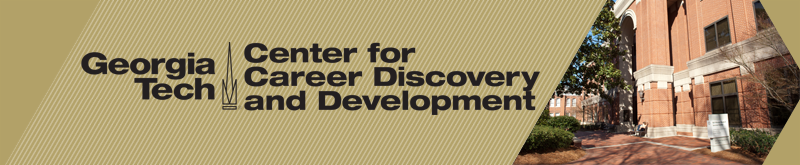 Georgia
Tech
Center for
Career Discovery
and Development